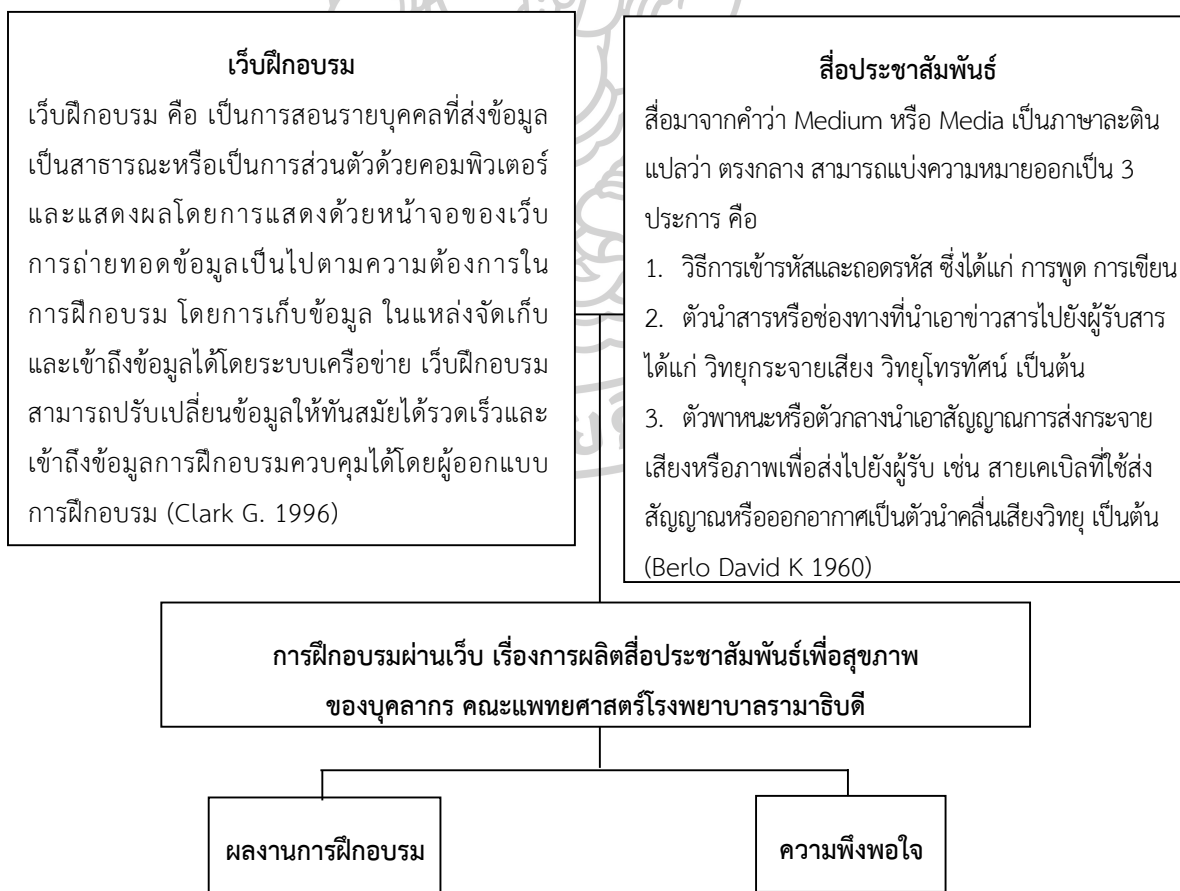 เว็บฝึกอบรม
เว็บฝึกอบรม คือ เป็นการสอนรายบุคคลที่ส่งข้อมูล
เป็นสาธารณะหรือเป็นการส่วนตัวด้วยคอมพิวเตอร์
และแสดงผลโดยการแสดงด้วยหน้าจอของเว็บ
การถ่ายทอดข้อมูลเป็นไปตามความต้องการใน
การฝึกอบรม โดยการเก็บข้อมูล ในแหล่งจัดเก็บ
และเข้าถึงข้อมูลได้โดยระบบเครือข่าย เว็บฝึกอบรม
สามารถปรับเปลี่ยนข้อมูลให้ทันสมัยได้รวดเร็วและ
เข้าถึงข้อมูลการฝึกอบรมควบคุมได้โดยผู้ออกแบบ
การฝึกอบรม (Clark G. 1996)
สื่อประชาสัมพันธ์
สื่อมาจากคำว่า Medium หรือ Media เป็นภาษาละติน
แปลว่า ตรงกลาง สามารถแบ่งความหมายออกเป็น 3
ประการ คือ
1. วิธีการเข้ารหัสและถอดรหัส ซึ่งได้แก่ การพูด การเขียน
2. ตัวนำสารหรือช่องทางที่นำเอาข่าวสารไปยังผู้รับสาร
ได้แก่ วิทยุกระจายเสียง วิทยุโทรทัศน์ เป็นต้น
3. ตัวพาหนะหรือตัวกลางนำเอาสัญญาณการส่งกระจาย
เสียงหรือภาพเพื่อส่งไปยังผู้รับ เช่น สายเคเบิลที่ใช้ส่ง
สัญญาณหรือออกอากาศเป็นตัวนำคลื่นเสียงวิทยุ เป็นต้น
(Berlo David K 1960)
การฝึกอบรมผ่านเว็บ เรื่องการผลิตสื่อประชาสัมพันธ์เพื่อสุขภาพ
ของบุคลากร คณะแพทยศาสตร์โรงพยาบาลรามาธิบดี
ผลงานการฝึกอบรม
ความพึงพอใจ